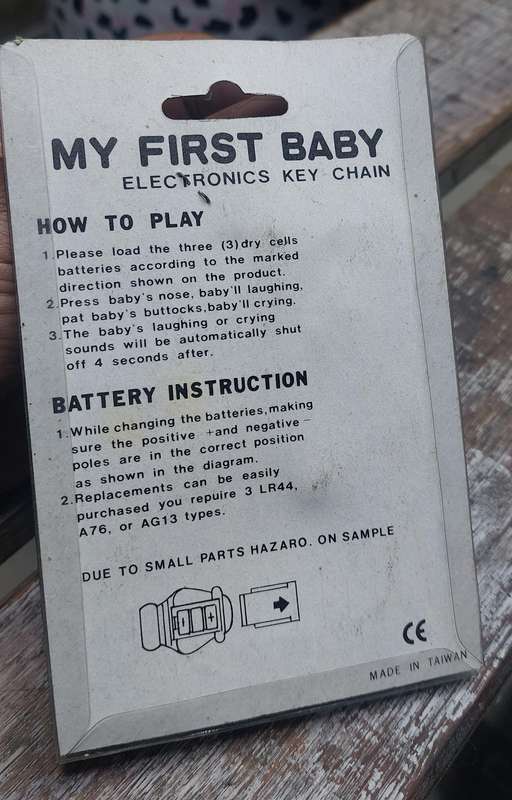 MY FIRST BABY
ELECTRONICS KEY CHAIN
HOW TO PLAY
1.Please load the three (3)dry cells
batteries according to the marked
direction shown on the product.
2.Press baby's nose, baby'll laughing,
pat baby's buttocks,baby'll crying.
3.The baby's laughing or crying
sounds will be automatically shut
off 4 seconds after.
BATTERY INSTRUCTION
1.While changing the batteries,making
sure the positive +and negative -
poles are in the correct position
as shown in the diagram.
2.Replacements can be easily
purchased you repuire 3 LR44,
A76, or AG13 types.
DUE TO SMALL PARTS HAZARO. ON SAMPLE
- +
CE
MADE IN TAIWAN